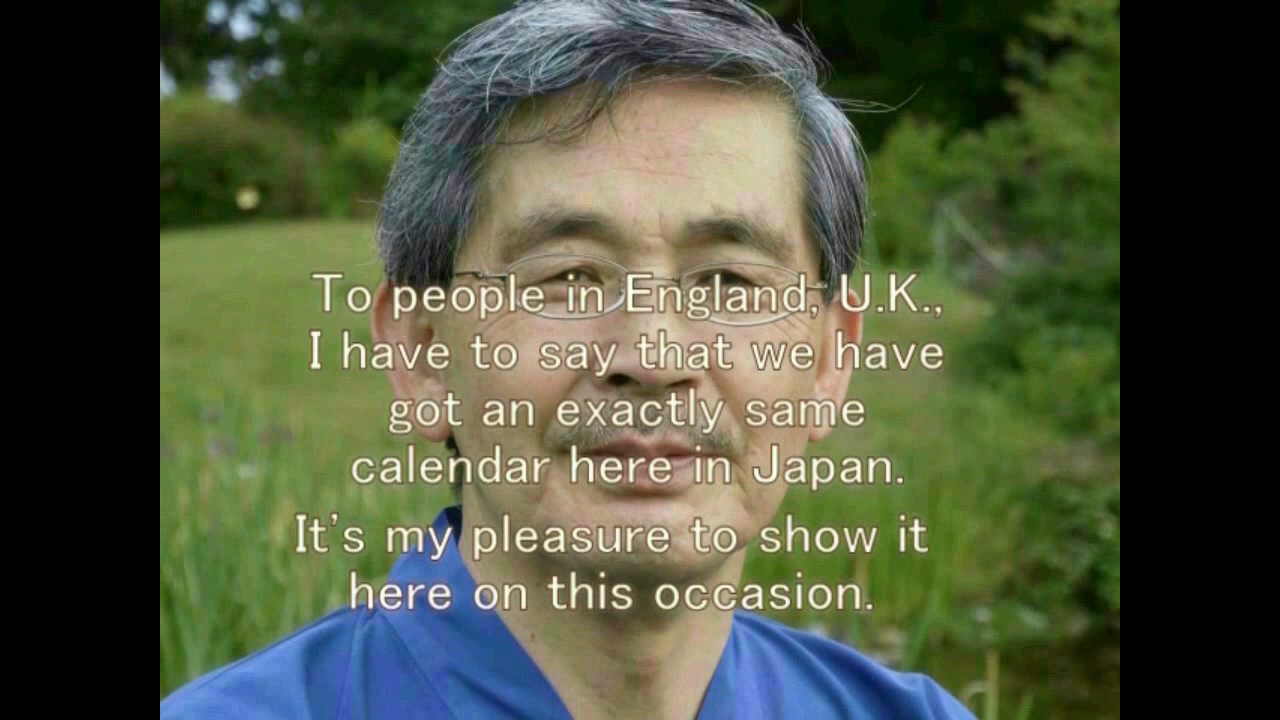 To people in England, U.K.,
I have to say that we have
got an exactly same
calendar here in Japan.
It's my pleasure to show it
here on this occasion.